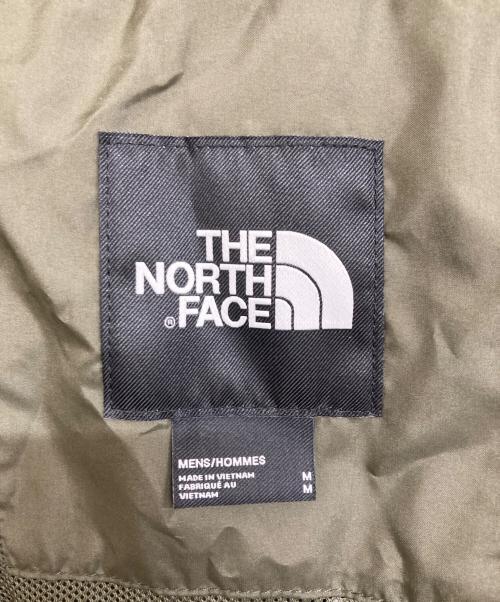 THE
NORTH
® FACE
MENS/HOMMES
MADE IN VIETNAM M
FABRIQUÉ AU M
VIETNAM